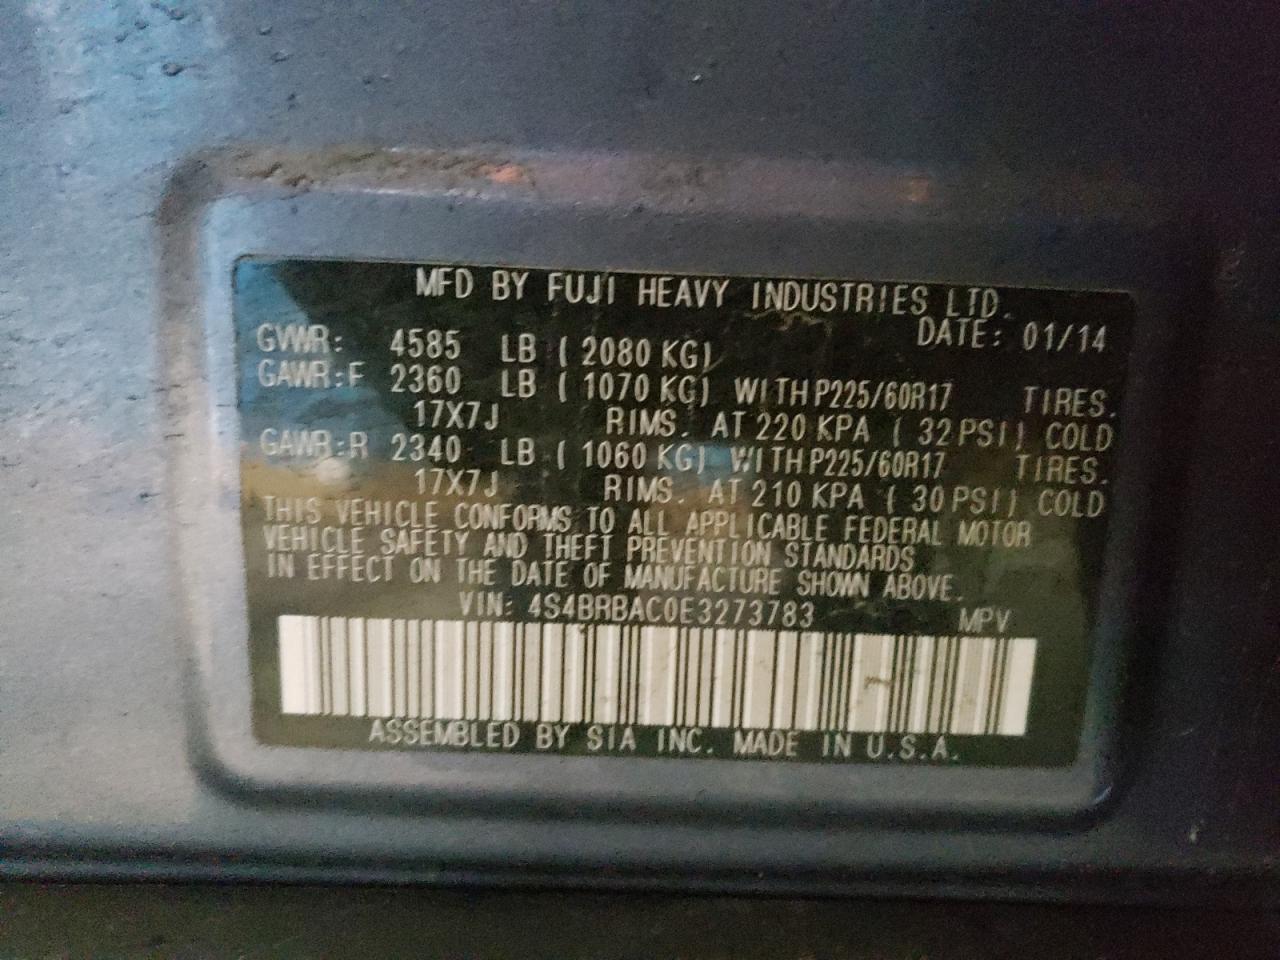 MFD BY FUJI HEAVY INDUSTRIES LTD.
DATE: 01/14
GVWR: 4585 LB ( 2080 KG)
GAWR:F 2360 LB ( 1070 KG) WITH P225/60R17 TIRES.
17X7J RIMS. AT 220 KPA ( 32 PSI) COLD
GAWR:R 2340 LB ( 1060 KG) WITH P225/60R17 TIRES.
17X7J RIMS. AT 210 KPA ( 30 PSI) COLD
THIS VEHICLE CONFORMS TO ALL APPLICABLE FEDERAL MOTOR
VEHICLE SAFETY AND THEFT PREVENTION STANDARDS
IN EFFECT ON THE DATE OF MANUFACTURE SHOWN ABOVE.
VIN: 4S4BRBAC0E3273783 MPV
ASSEMBLED BY SIA INC. MADE IN U.S.A.